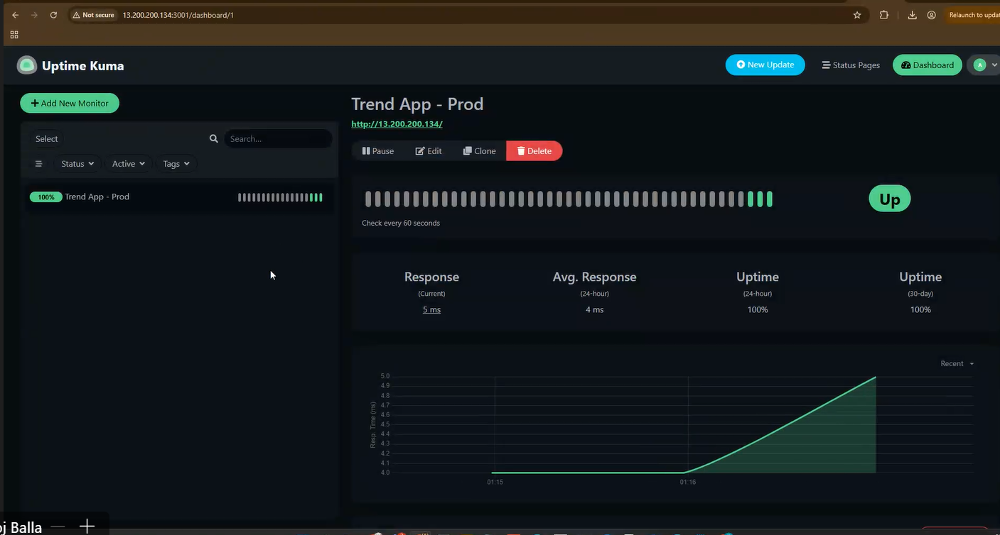 Not secure 13.200.200.134:3001/dashboard/1
Relaunch to updat
Uptime Kuma
New Update
Status Pages
Dashboard
A
Add New Monitor
Select
Search...
Status
Active
Tags
100% Trend App - Prod
Trend App - Prod
http://13.200.200.134/
Pause
Edit
Clone
Delete
Up
Check every 60 seconds
Response
(Current)
5 ms
Avg. Response
(24-hour)
4 ms
Uptime
(24-hour)
100%
Uptime
(30-day)
100%
Recent
Resp. Time (ms)
5.0
4.9
4.8
4.7
4.6
4.5
4.4
4.3
4.2
4.1
4.0
01:15
01:16
oj Balla